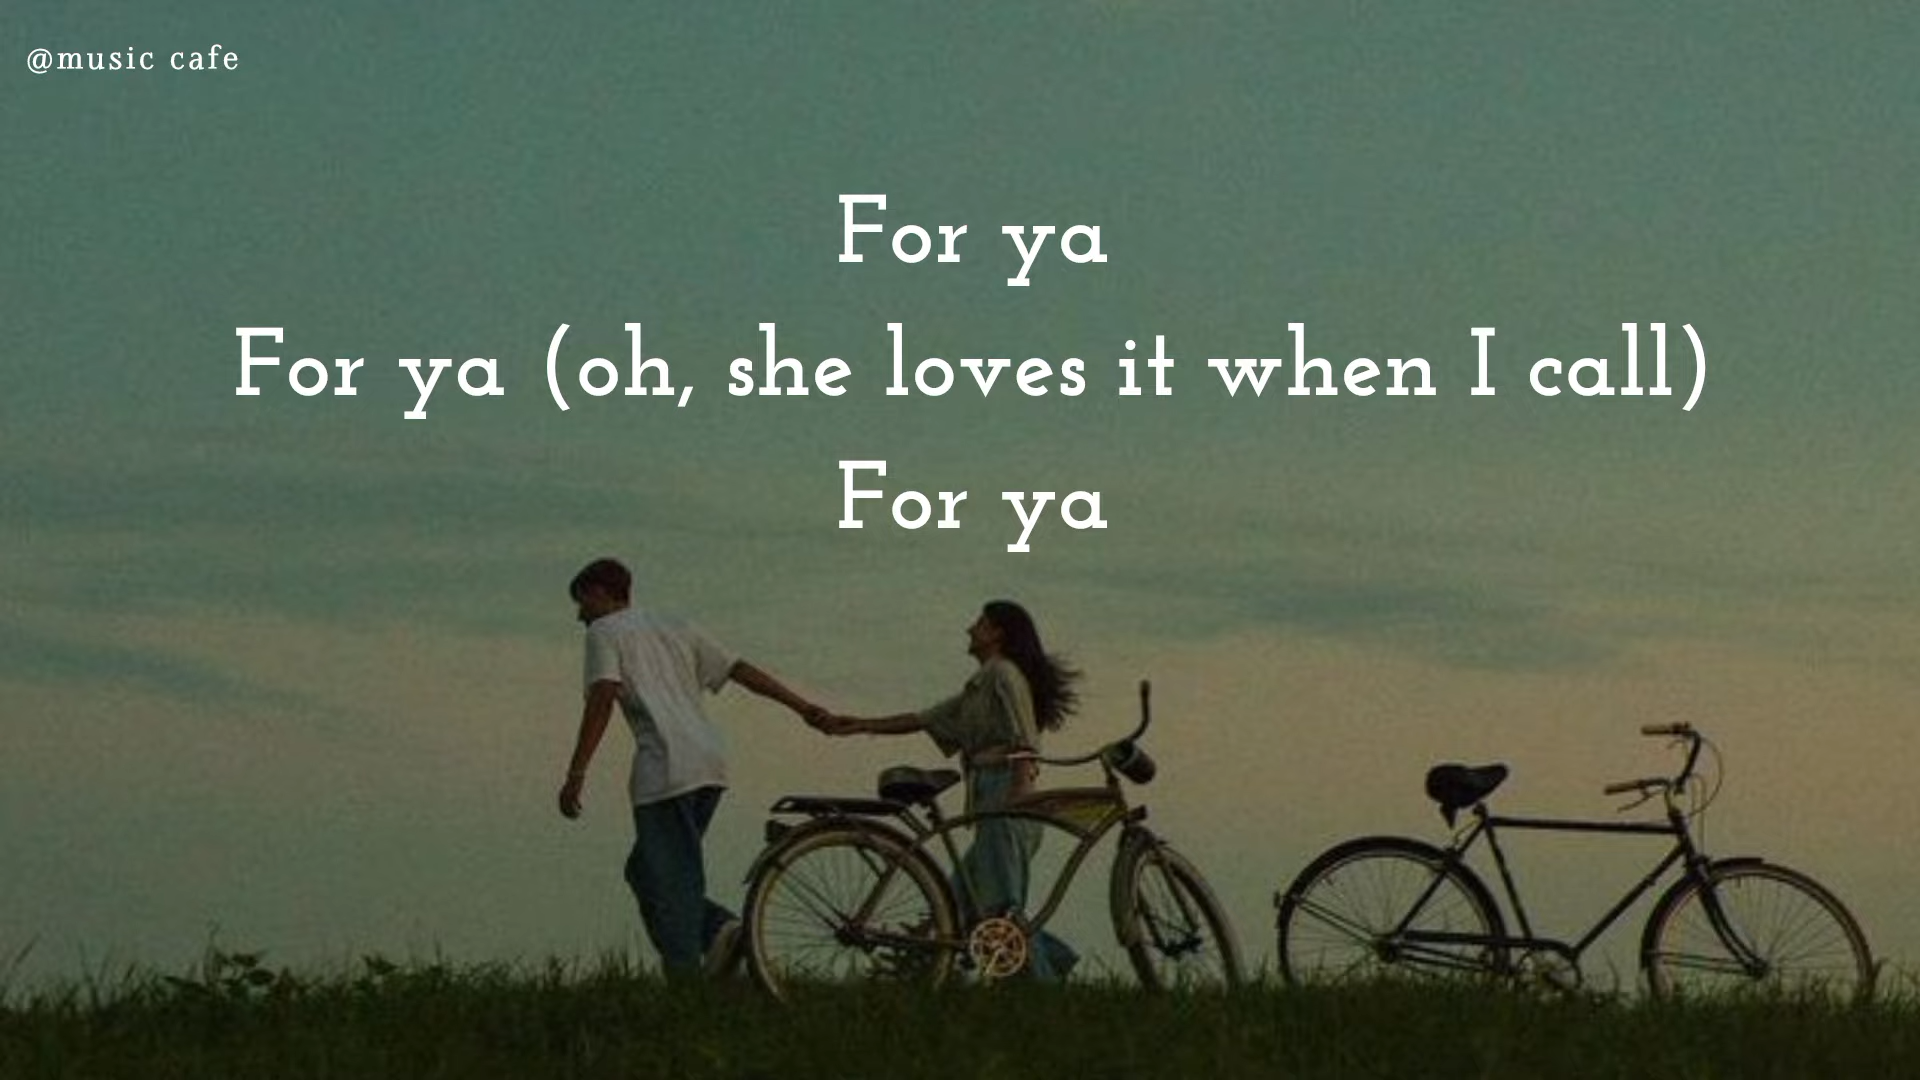 @music cafe
For ya
For ya (oh, she loves it when I call)
For ya